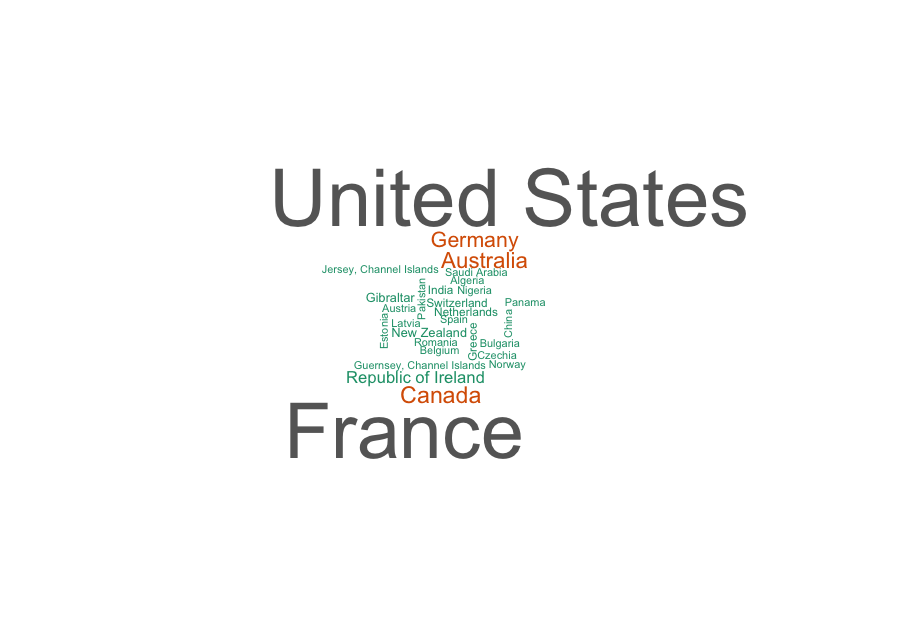 United States
Germany
Australia
Jersey, Channel Islands
Saudi Arabia
Algeria
Pakistan
India
Nigeria
Gibraltar
Switzerland
Panama
Austria
Netherlands
Estonia
Latvia
Spain
China
New Zealand
Greece
Romania
Bulgaria
Belgium
Czechia
Guernsey, Channel Islands
Norway
Republic of Ireland
Canada
France